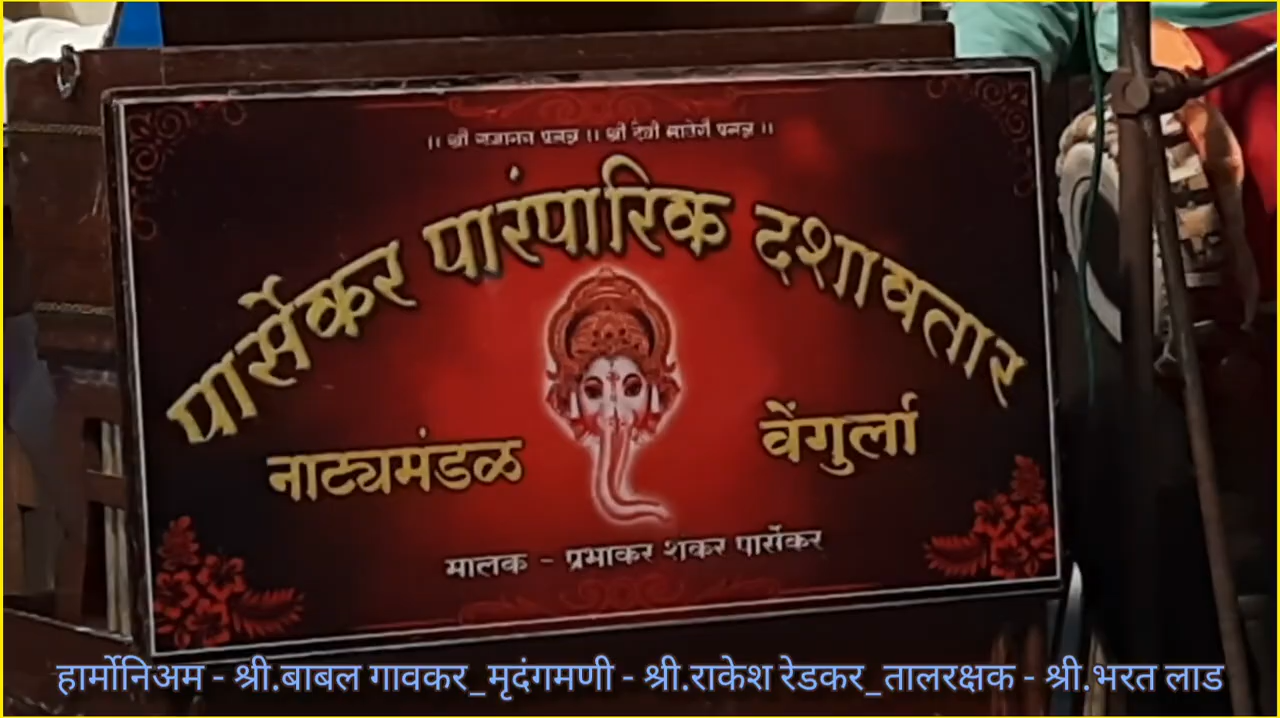 ।। श्री गजानन प्रसन्न ।। श्री देवी सातेरी प्रसन्न ।।
पार्सेकर पारंपारिक दशावतार
नाट्यमंडळ वेंगुर्ला
मालक - प्रभाकर शंकर पार्सेकर
हार्मोनिअम - श्री.बाबल गावकर_मृदंगमणी - श्री.राकेश रेडकर_तालरक्षक - श्री.भरत लाड